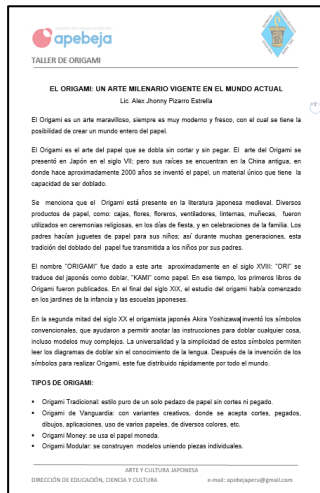 apebeja
TALLER DE ORIGAMI
EL ORIGAMI: UN ARTE MILENARIO VIGENTE EN EL MUNDO ACTUAL
Lic. Alex Jhonny Pizarro Estrella
El Origami es un arte maravilloso, siempre es muy moderno y fresco, con el cual se tiene la
posibilidad de crear un mundo entero del papel.
El Origami es el arte del papel que se dobla sin cortar y sin pegar. El arte del Origami se
presentó en Japón en el siglo VII; pero sus raíces se encuentran en la China antigua, en
donde hace aproximadamente 2000 años se inventó el papel, un material único que tiene la
capacidad de ser doblado.
Se menciona que el Origami está presente en la literatura japonesa medieval. Diversos
productos de papel, como: cajas, flores, floreros, ventiladores, linternas, muñecas, fueron
utilizados en ceremonias religiosas, en los días de fiesta, y en celebraciones de la familia. Los
padres hacían juguetes de papel para sus niños; así durante muchas generaciones, esta
tradición del doblado del papel fue transmitida a los niños por sus padres.
El nombre "ORIGAMI" fue dado a este arte aproximadamente en el siglo XVIII: "ORI" se
traduce del japonés como doblar, "KAMI" como papel. En ese tiempo, los primeros libros de
Origami fueron publicados. En el final del siglo XIX, el estudio del origami había comenzado
en los jardines de la infancia y las escuelas japoneses.
En la segunda mitad del siglo XX el origamista japonés Akira Yoshizawa inventó los símbolos
convencionales, que ayudaron a permitir anotar las instrucciones para doblar cualquier cosa,
incluso modelos muy complejos. La universalidad y la simplicidad de estos símbolos permiten
leer los diagramas de doblar sin el conocimiento de la lengua. Después de la invención de los
símbolos para realizar Origami, este fue distribuido rápidamente por todo el mundo.
TIPOS DE ORIGAMI:
▪ Origami Tradicional: estilo puro de un solo pedazo de papel sin cortes ni pegado.
▪ Origami de Vanguardia: con variantes creativos, donde se acepta cortes, pegados,
dibujos, aplicaciones, uso de varios papeles, de diversos colores, etc.
▪ Origami Money: se usa el papel moneda.
▪ Origami Modular: se construyen modelos uniendo piezas individuales.
ARTE Y CULTURA JAPONESA
DIRECCIÓN DE EDUCACIÓN, CIENCIA Y CULTURA e-mail: apebejaperu@gmail.com